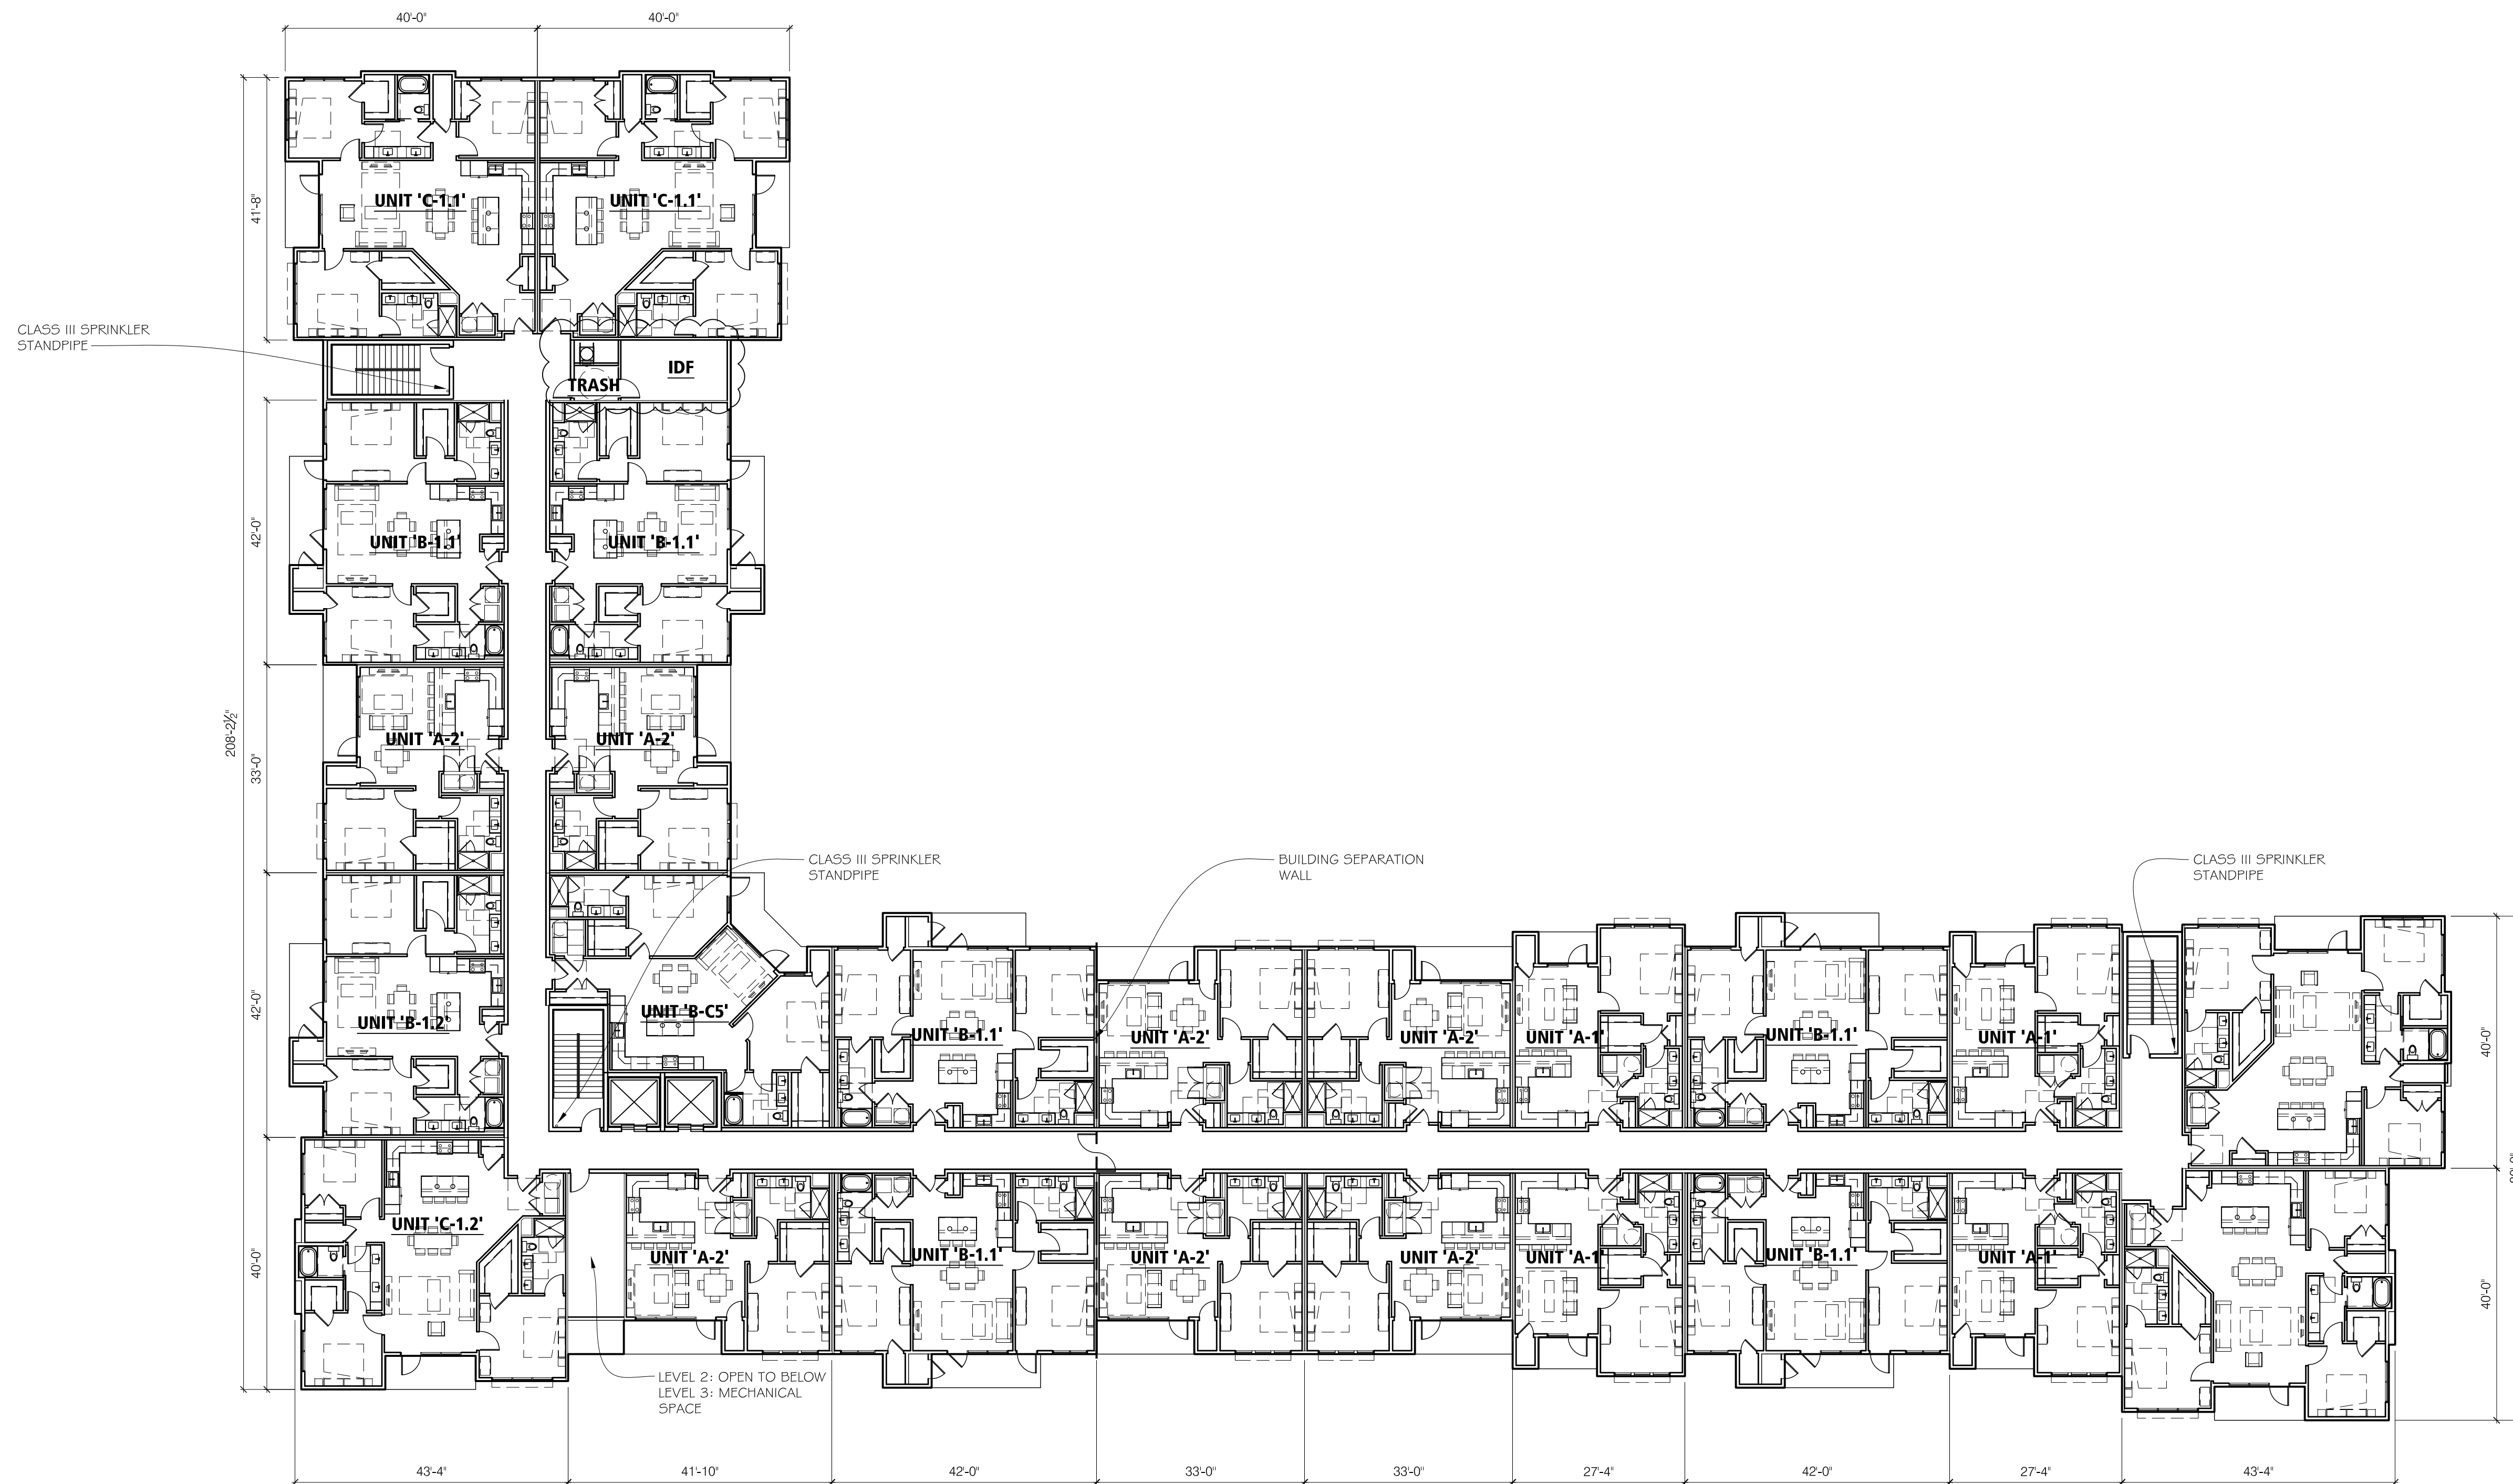 40'-0" 40'-0"
41'-8"
UNIT 'C-1.1' UNIT 'C-1.1'
CLASS III SPRINKLER
STANDPIPE
IDF
TRASH
42'-0"
UNIT 'B-1.1' UNIT 'B-1.1'
208'-2½"
33'-0"
UNIT 'A-2' UNIT 'A-2'
CLASS III SPRINKLER
STANDPIPE
BUILDING SEPARATION
WALL
CLASS III SPRINKLER
STANDPIPE
42'-0"
UNIT 'B-1.2'
UNIT 'B-C5'
UNIT 'B-1.1' UNIT 'A-2' UNIT 'A-2' UNIT 'A-1' UNIT 'B-1.1' UNIT 'A-1'
40'-0"
40'-0"
UNIT 'C-1.2'
UNIT 'A-2' UNIT 'B-1.1' UNIT 'A-2' UNIT 'A-2' UNIT 'A-1' UNIT 'B-1.1' UNIT 'A-1'
40'-0"
LEVEL 2: OPEN TO BELOW
LEVEL 3: MECHANICAL
SPACE
43'-4" 41'-10" 42'-0" 33'-0" 33'-0" 27'-4" 42'-0" 27'-4" 43'-4"